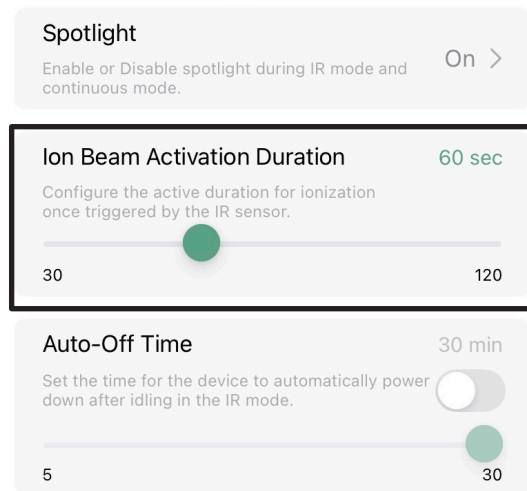 Spotlight
Enable or Disable spotlight during IR mode and
On >
continuous mode.
Ion Beam Activation Duration
60 sec
Configure the active duration for ionization
once triggered by the IR sensor.
30
120
Auto-Off Time
30 min
Set the time for the device to automatically power
down after idling in the IR mode.
5
30